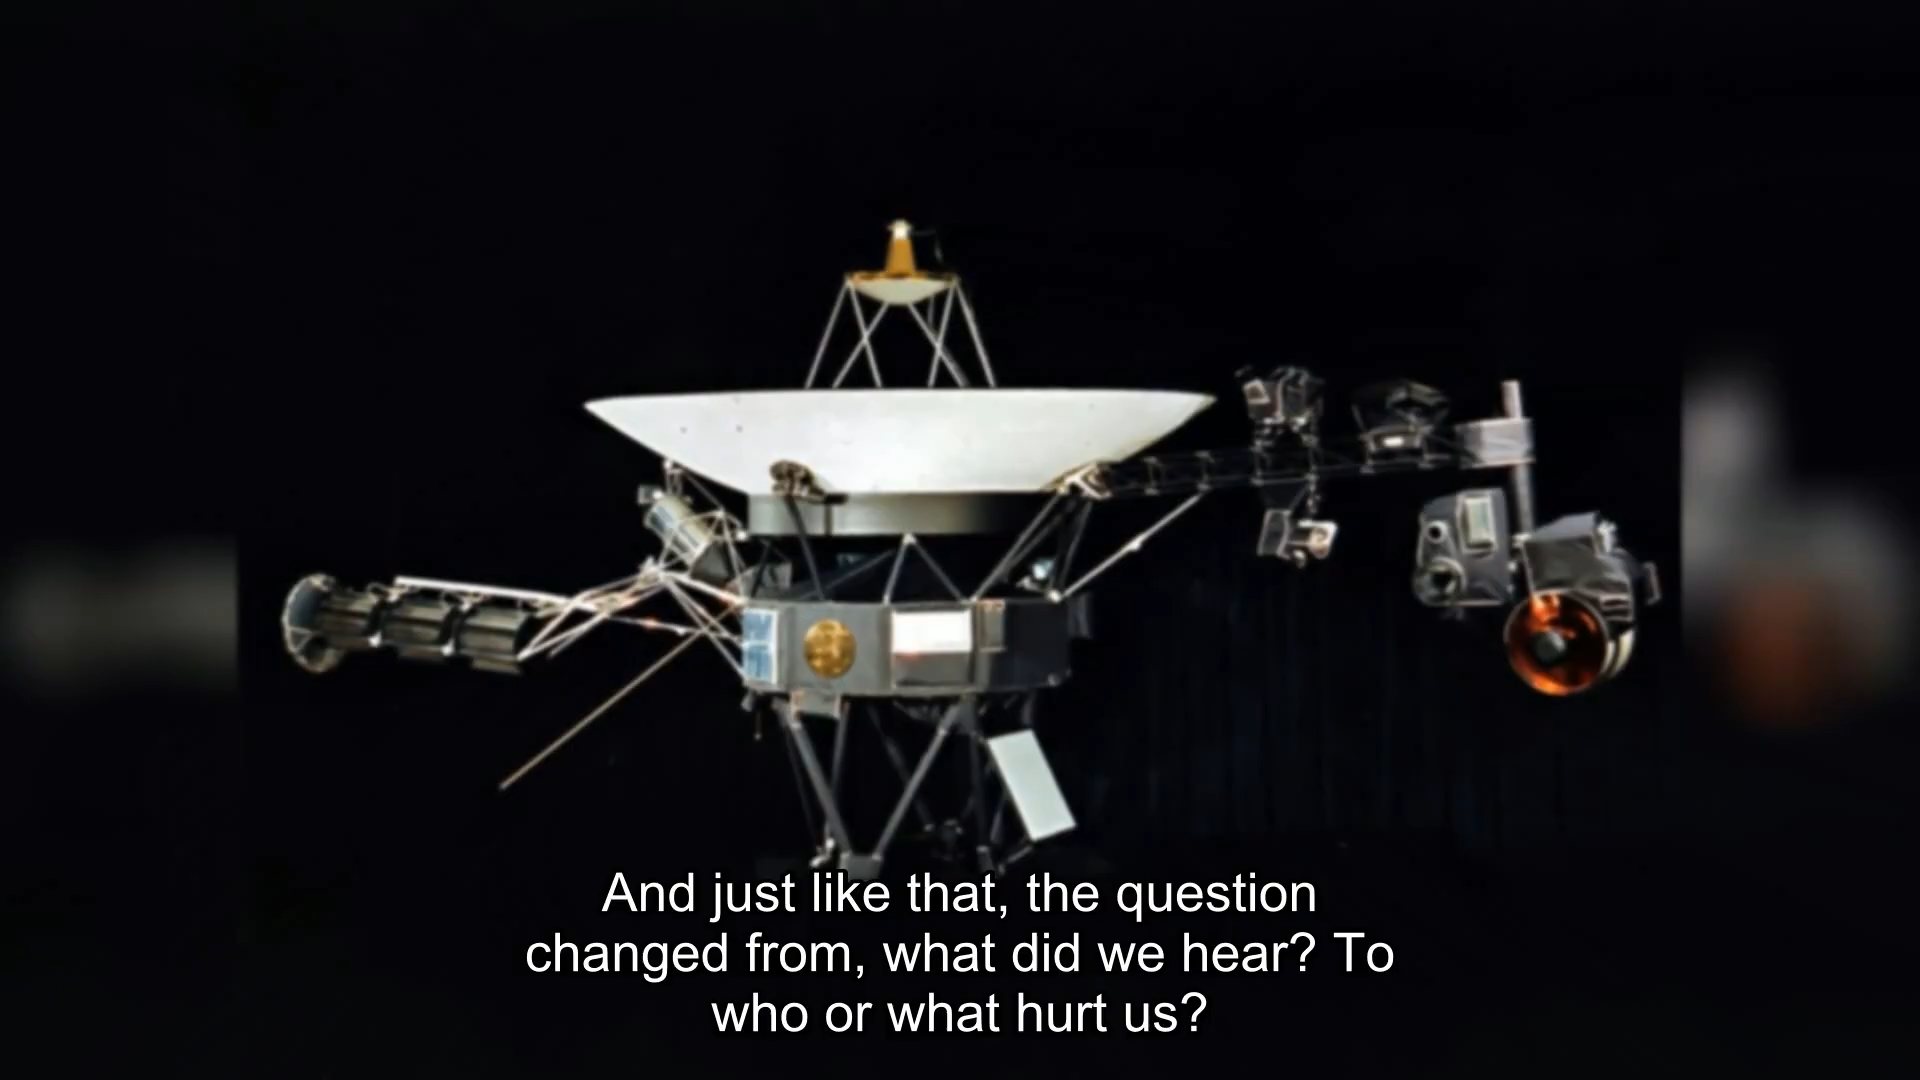 And just like that, the question
changed from, what did we hear? To
who or what hurt us?